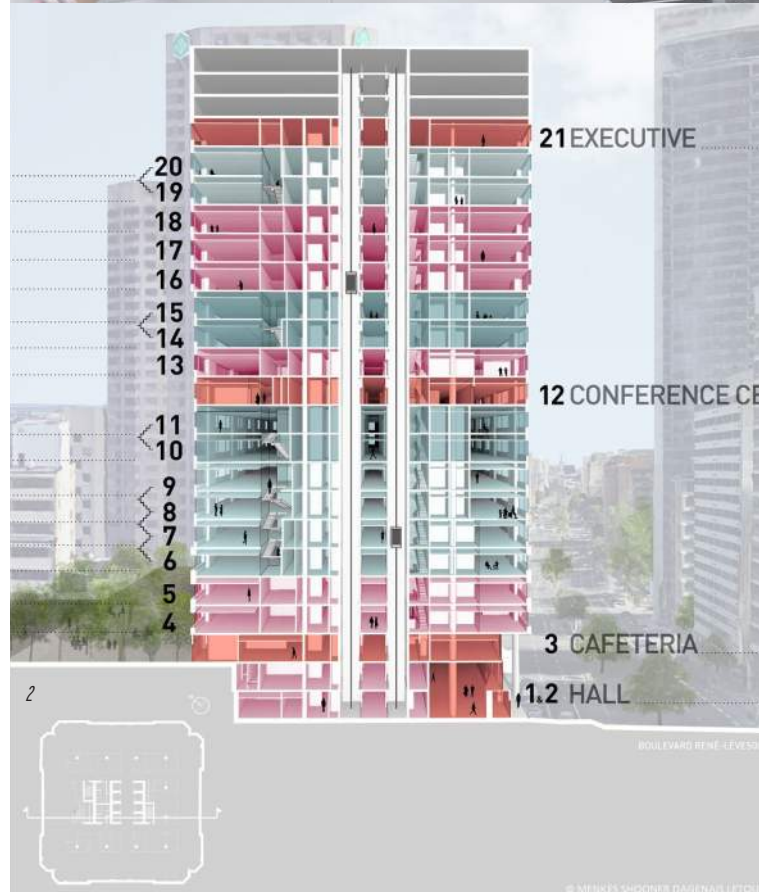 21 EXECUTIVE
20
19
18
17
16
15
14
13
12 CONFERENCE CE
11
10
9
8
7
6
5
4
3 CAFETERIA
1&2 HALL
2
BOULEVARD RENÉ-LÉVESQ
© MENKÈS SHOONER DAGENAIS LETOU